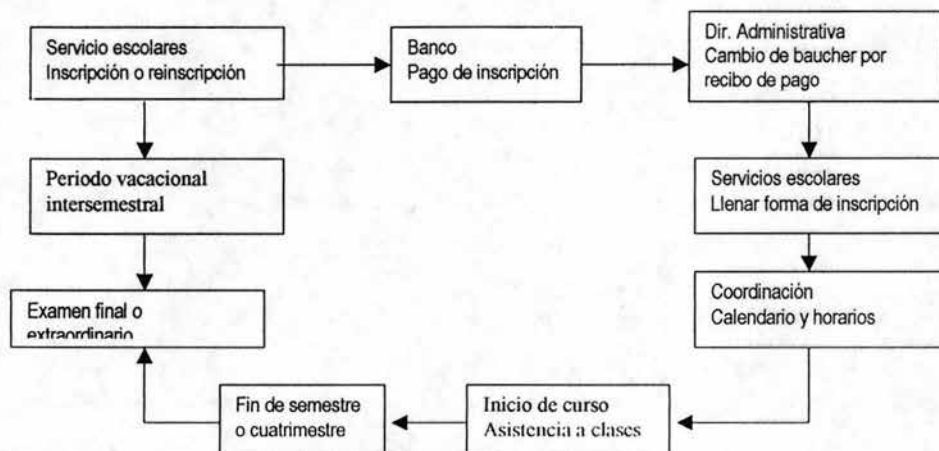 Servicio escolares
Inscripción o reinscripción
Banco
Pago de inscripción
Dir. Administrativa
Cambio de baucher por
recibo de pago
Periodo vacacional
intersemestral
Servicios escolares
Llenar forma de inscripción
Examen final o
extraordinario
Coordinación
Calendario y horarios
Fin de semestre
o cuatrimestre
Inicio de curso
Asistencia a clases